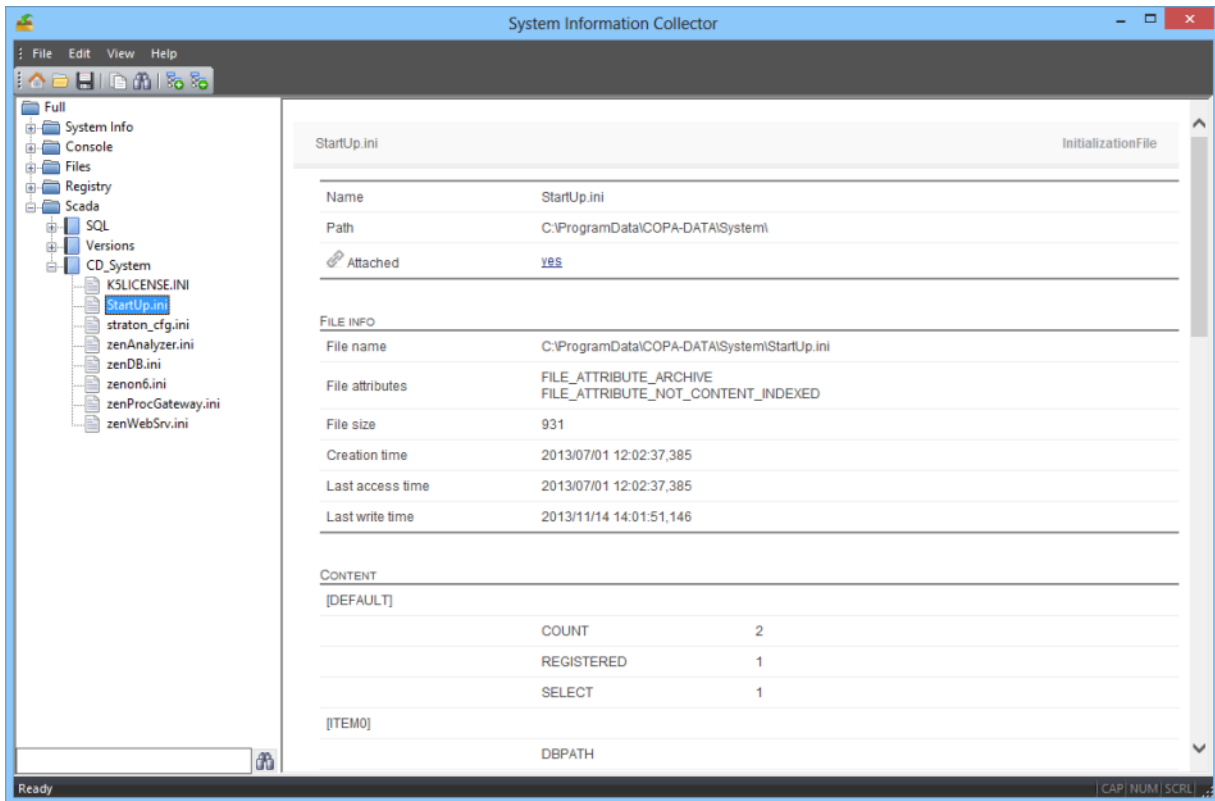 System Information Collector
File Edit View Help
Full
System Info
Console
Files
Registry
Scada
SQL
Versions
CD_System
K5LICENSE.INI
StartUp.ini
straton_cfg.ini
zenAnalyzer.ini
zenDB.ini
zenon6.ini
zenProcGateway.ini
zenWebSrv.ini
StartUp.ini InitializationFile
Name StartUp.ini
Path C:\ProgramData\COPA-DATA\System\
Attached yes
FILE INFO
File name C:\ProgramData\COPA-DATA\System\StartUp.ini
File attributes FILE_ATTRIBUTE_ARCHIVE
FILE_ATTRIBUTE_NOT_CONTENT_INDEXED
File size 931
Creation time 2013/07/01 12:02:37,385
Last access time 2013/07/01 12:02:37,385
Last write time 2013/11/14 14:01:51,146
CONTENT
[DEFAULT]
COUNT 2
REGISTERED 1
SELECT 1
[ITEM0]
DBPATH
Ready CAP NUM SCRL